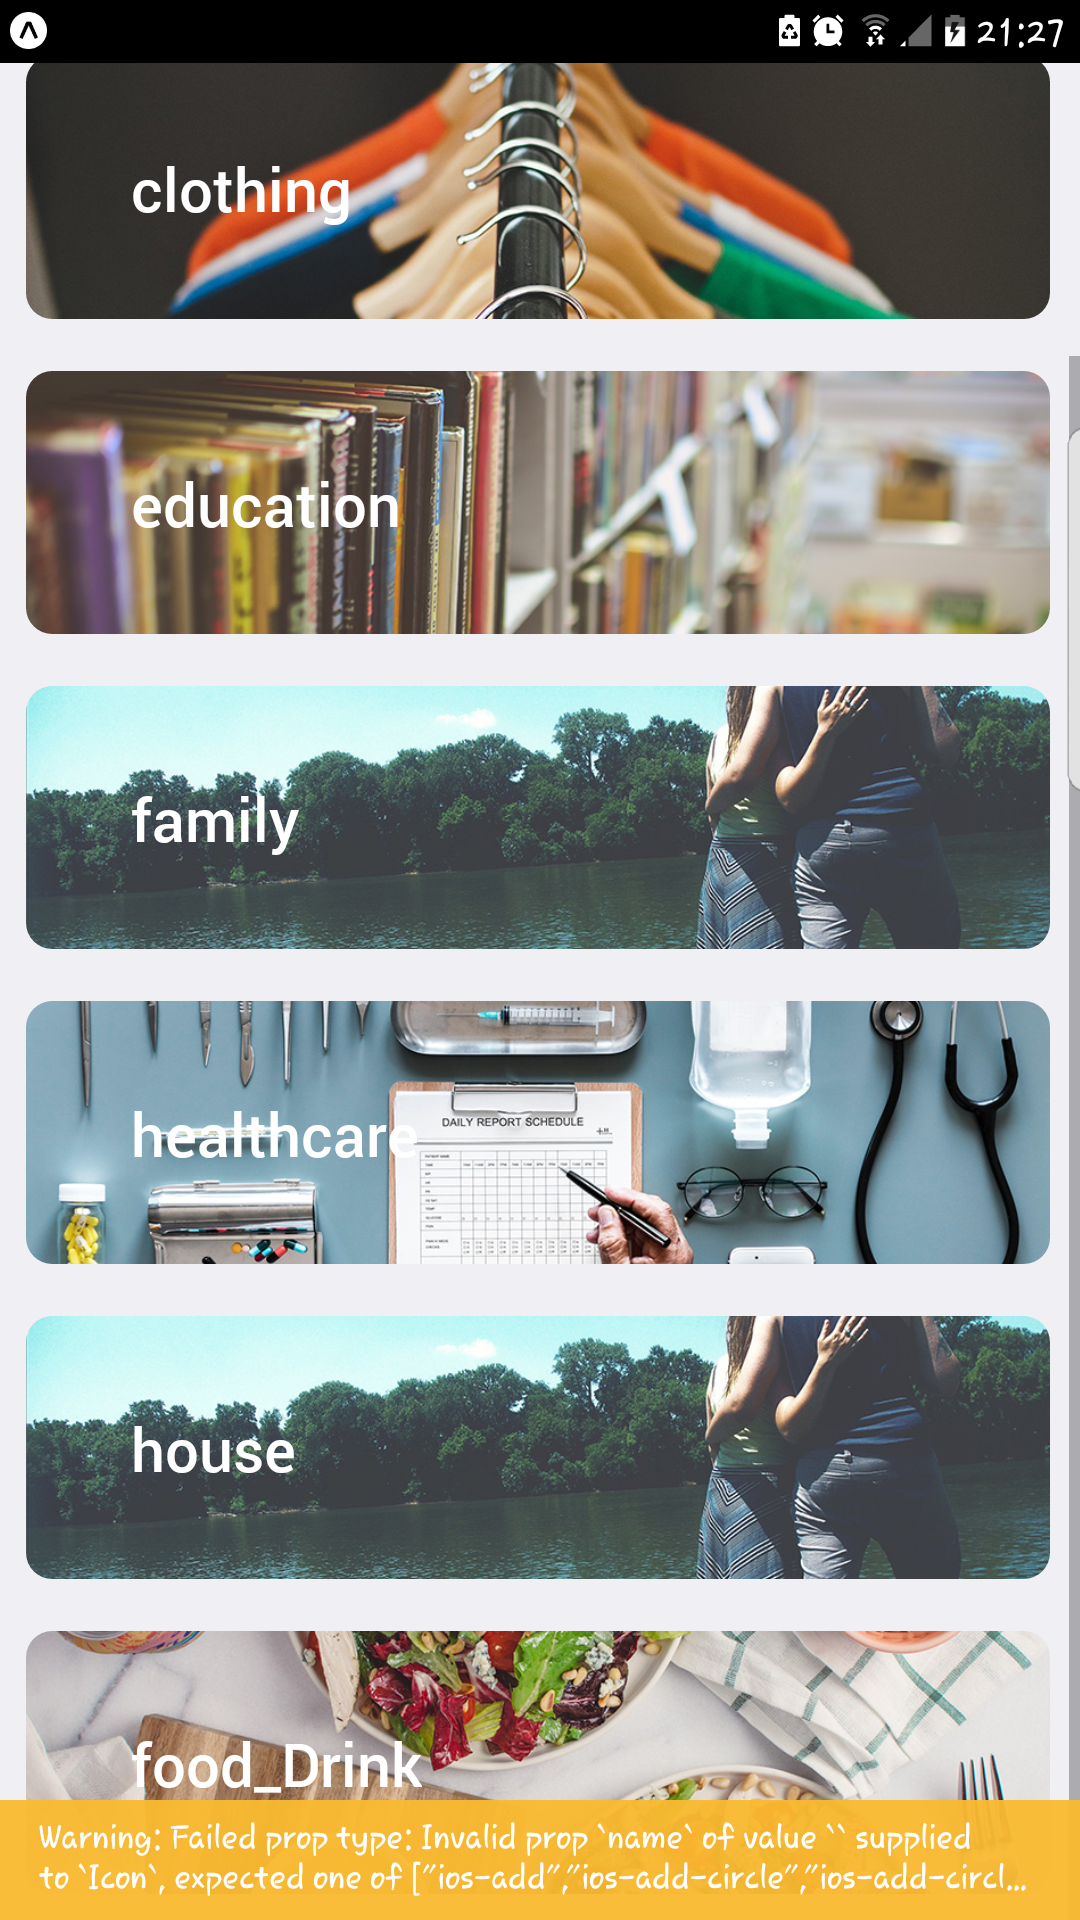 21:27
clothing
education
family
DAILY REPORT SCHEDULE
healthcare
house
food_Drink
Warning: Failed prop type: Invalid prop `name` of value `` supplied
to `Icon`, expected one of ["ios-add","ios-add-circle","ios-add-circl...